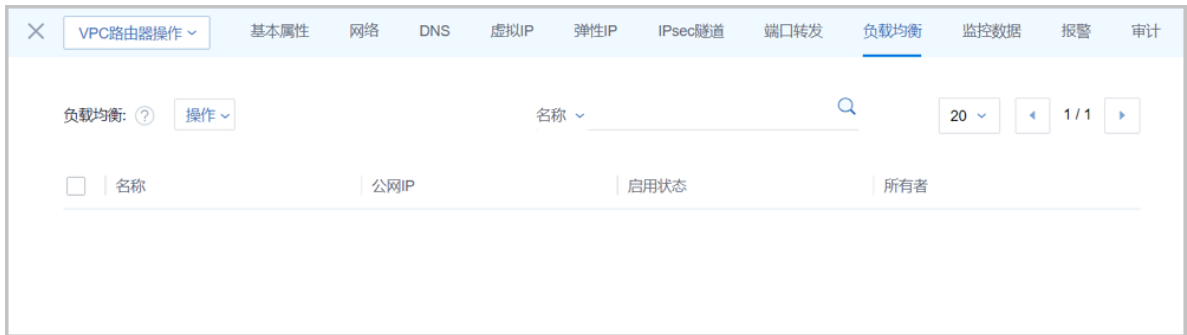 VPC路由器操作 基本属性 网络 DNS 虚拟IP 弹性IP IPsec隧道 端口转发 负载均衡 监控数据 报警 审计
负载均衡: ? 操作 名称 20 1 / 1
名称 公网IP 启用状态 所有者